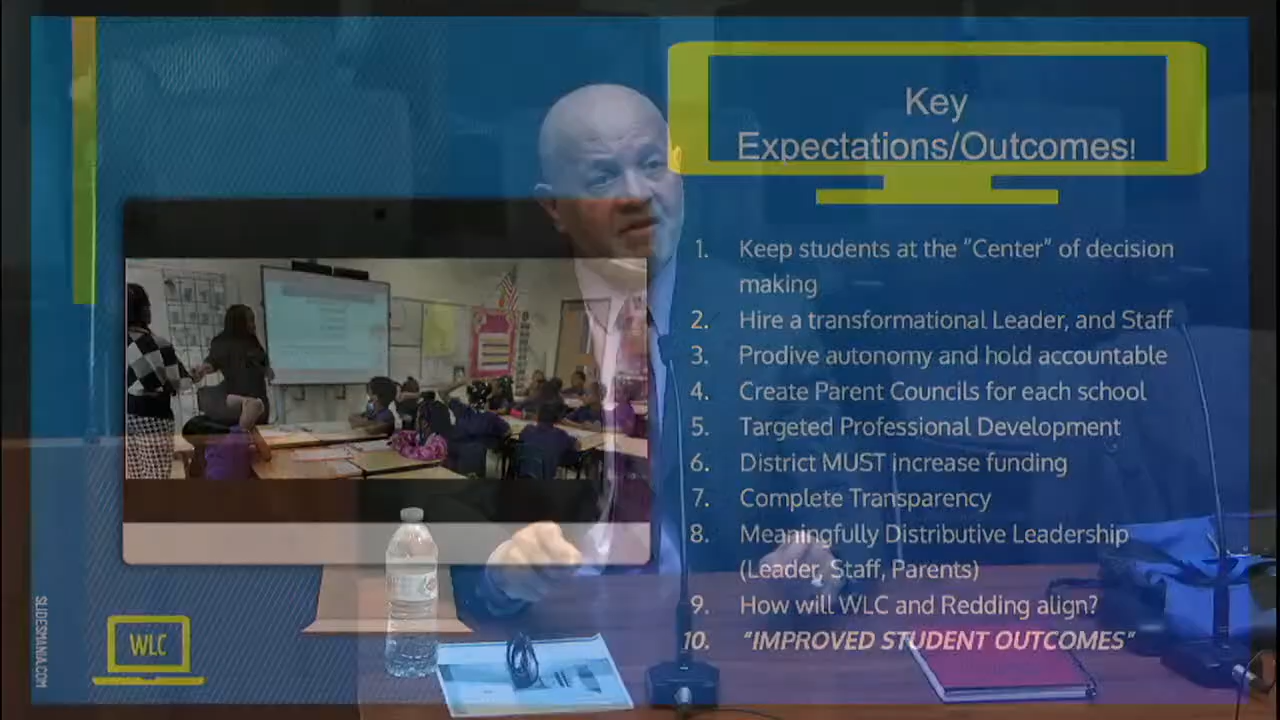 Key
Expectations/Outcomes!
1. Keep students at the "Center" of decision
making
2. Hire a transformational Leader, and Staff
3. Prodive autonomy and hold accountable
4. Create Parent Councils for each school
5. Targeted Professional Development
6. District MUST increase funding
7. Complete Transparency
8. Meaningfully Distributive Leadership
(Leader, Staff, Parents)
9. How will WLC and Redding align?
10. "IMPROVED STUDENT OUTCOMES"
WLC
SLIDESMANIA.COM